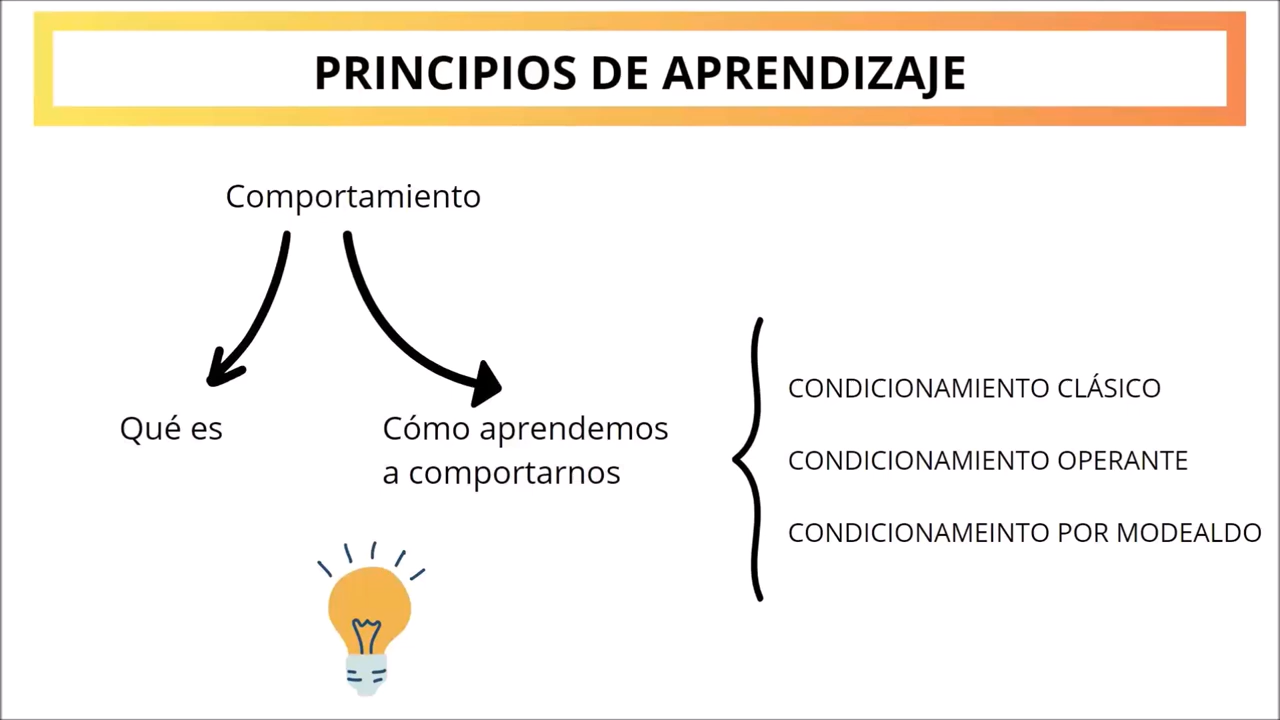 PRINCIPIOS DE APRENDIZAJE
Comportamiento
Qué es
Cómo aprendemos
a comportarnos
CONDICIONAMIENTO CLÁSICO
CONDICIONAMIENTO OPERANTE
CONDICIONAMEINTO POR MODEALDO